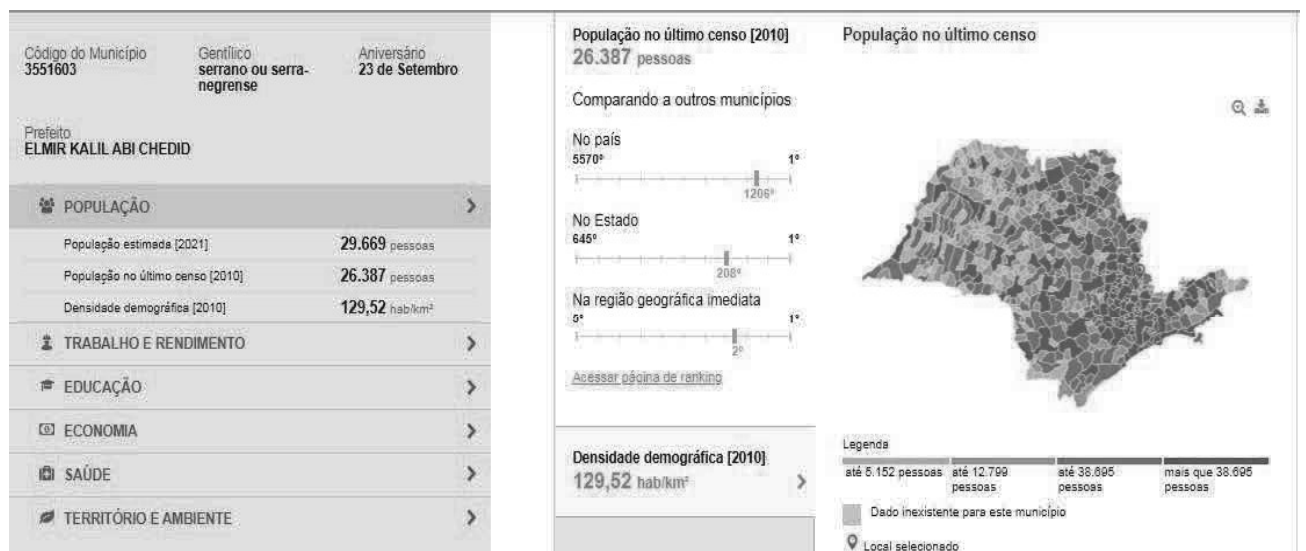 Código do Município
3551603
Gentílico
serrano ou serra-
negrense
Aniversário
23 de Setembro
Prefeito
ELMIR KALIL ABI CHEDID
POPULAÇÃO
População estimada [2021] 29.669 pessoas
População no último censo [2010] 26.387 pessoas
Densidade demográfica [2010] 129,52 hab/km²
TRABALHO E RENDIMENTO
EDUCAÇÃO
ECONOMIA
SAÚDE
TERRITÓRIO E AMBIENTE
População no último censo [2010]
26.387 pessoas
Comparando a outros municípios
No país
5570º 1º
1206º
No Estado
645º 1º
208º
Na região geográfica imediata
5º 1º
2º
Acessar página de ranking
Densidade demográfica [2010]
129,52 hab/km²
População no último censo
Legenda
até 5.152 pessoas
até 12.799
pessoas
até 38.695
pessoas
mais que 38.695
pessoas
Dado inexistente para este município
Local selecionado